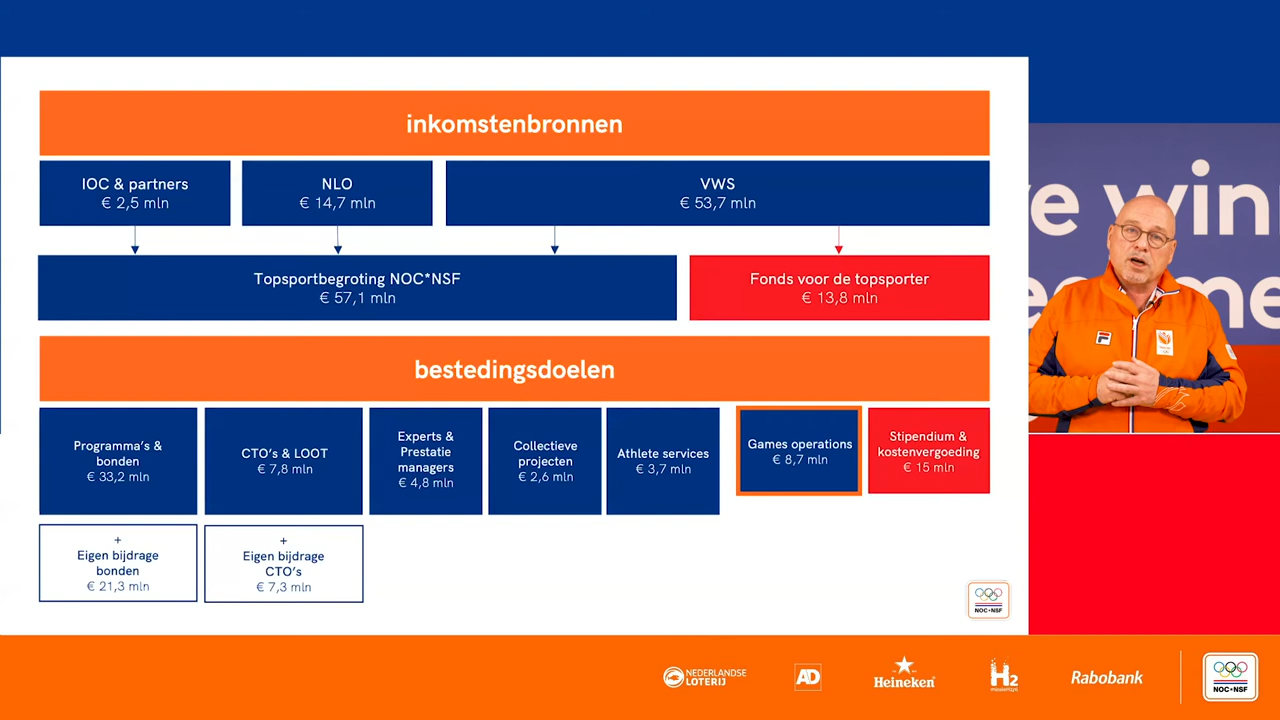 inkomstenbronnen
IOC & partners
€ 2,5 mln
NLO
€ 14,7 mln
VWS
€ 53,7 mln
Topsportbegroting NOC*NSF
€ 57,1 mln
Fonds voor de topsporter
€ 13,8 mln
bestedingsdoelen
Programma's &
bonden
€ 33,2 mln
CTO's & LOOT
€ 7,8 mln
Experts &
Prestatie
managers
€ 4,8 mln
Collectieve
projecten
€ 2,6 mln
Athlete services
€ 3,7 mln
Games operations
€ 8,7 mln
Stipendium &
kostenvergoeding
€ 15 mln
+
Eigen bijdrage
bonden
€ 21,3 mln
+
Eigen bijdrage
CTO's
€ 7,3 mln
NOC*NSF
FILA
NEDERLANDSE
LOTERIJ
AD
Heineken
H2
Rabobank
NOC*NSF